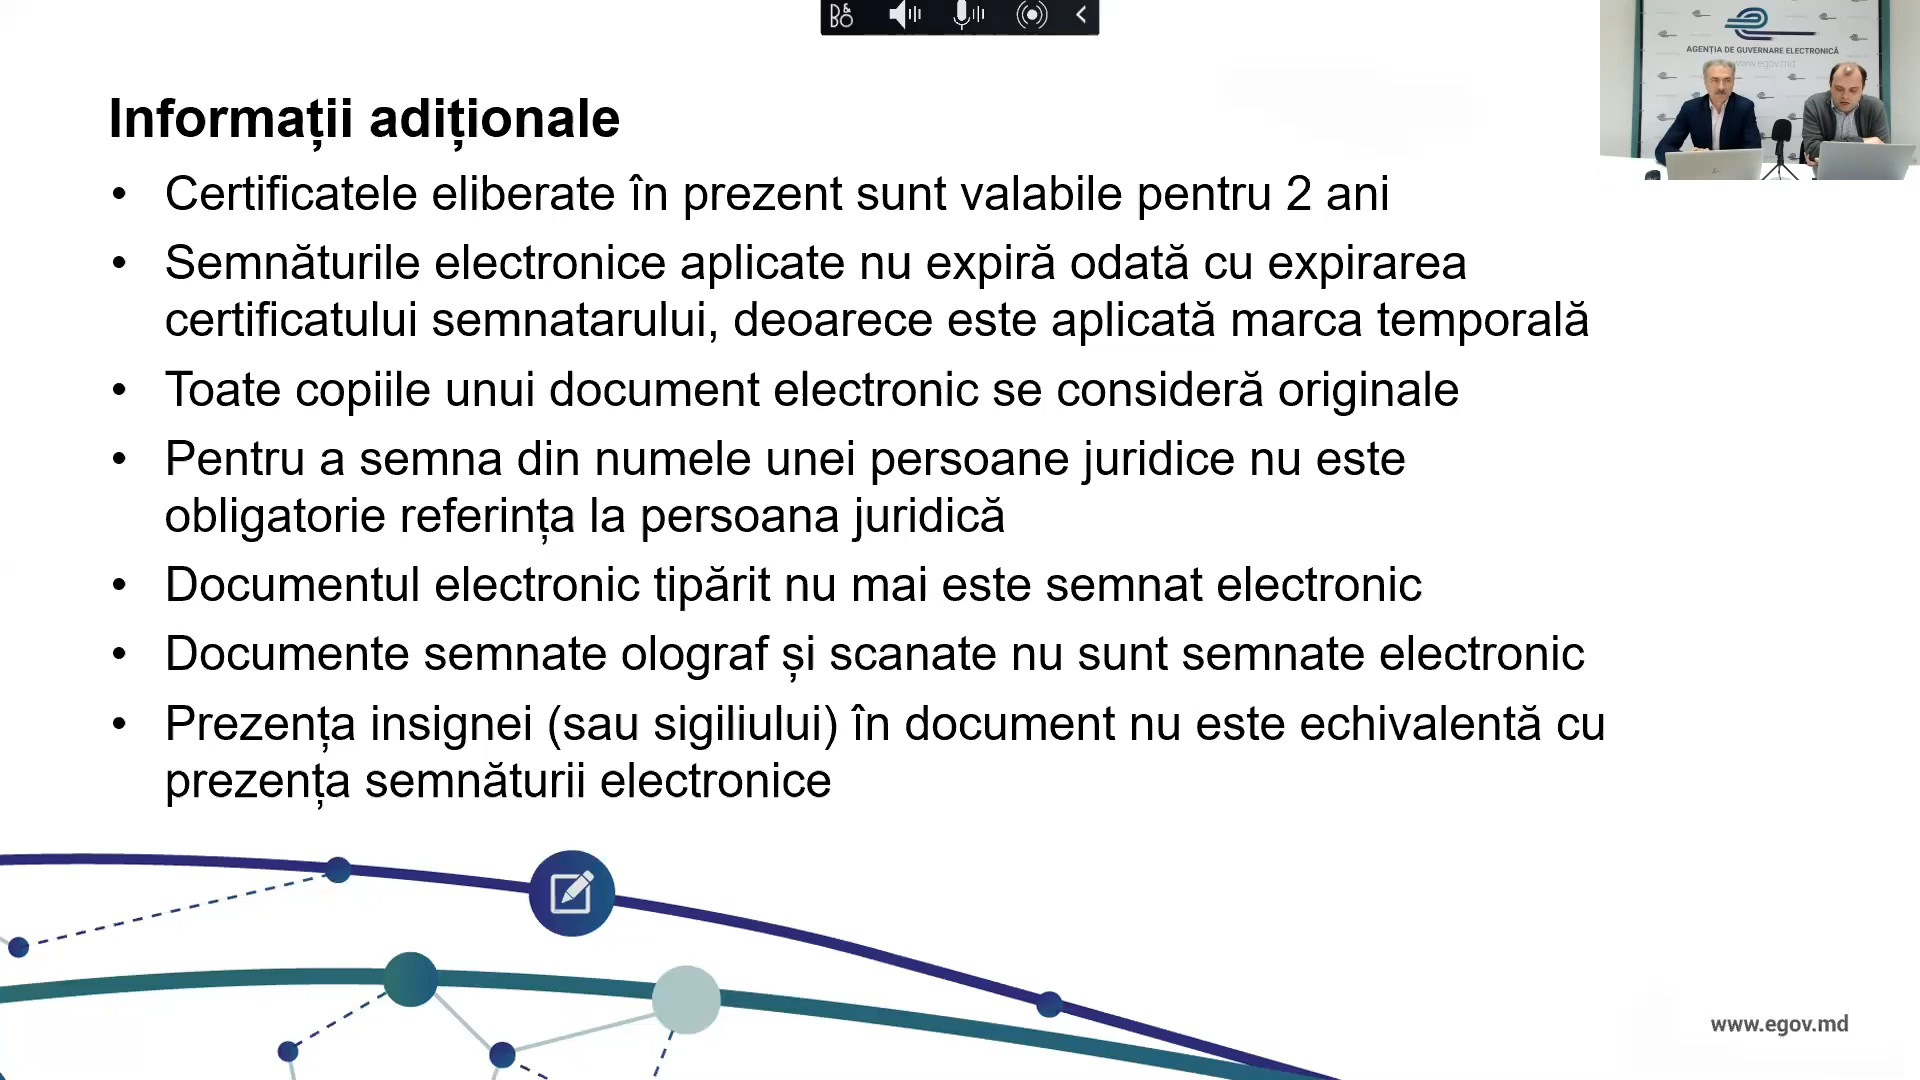 B&O
AGENȚIA DE GUVERNARE ELECTRONICĂ
www.egov.md
Informații adiționale
• Certificatele eliberate în prezent sunt valabile pentru 2 ani
• Semnăturile electronice aplicate nu expiră odată cu expirarea
certificatului semnatarului, deoarece este aplicată marca temporală
• Toate copiile unui document electronic se consideră originale
• Pentru a semna din numele unei persoane juridice nu este
obligatorie referința la persoana juridică
• Documentul electronic tipărit nu mai este semnat electronic
• Documente semnate olograf și scanate nu sunt semnate electronic
• Prezența insignei (sau sigiliului) în document nu este echivalentă cu
prezența semnăturii electronice
www.egov.md